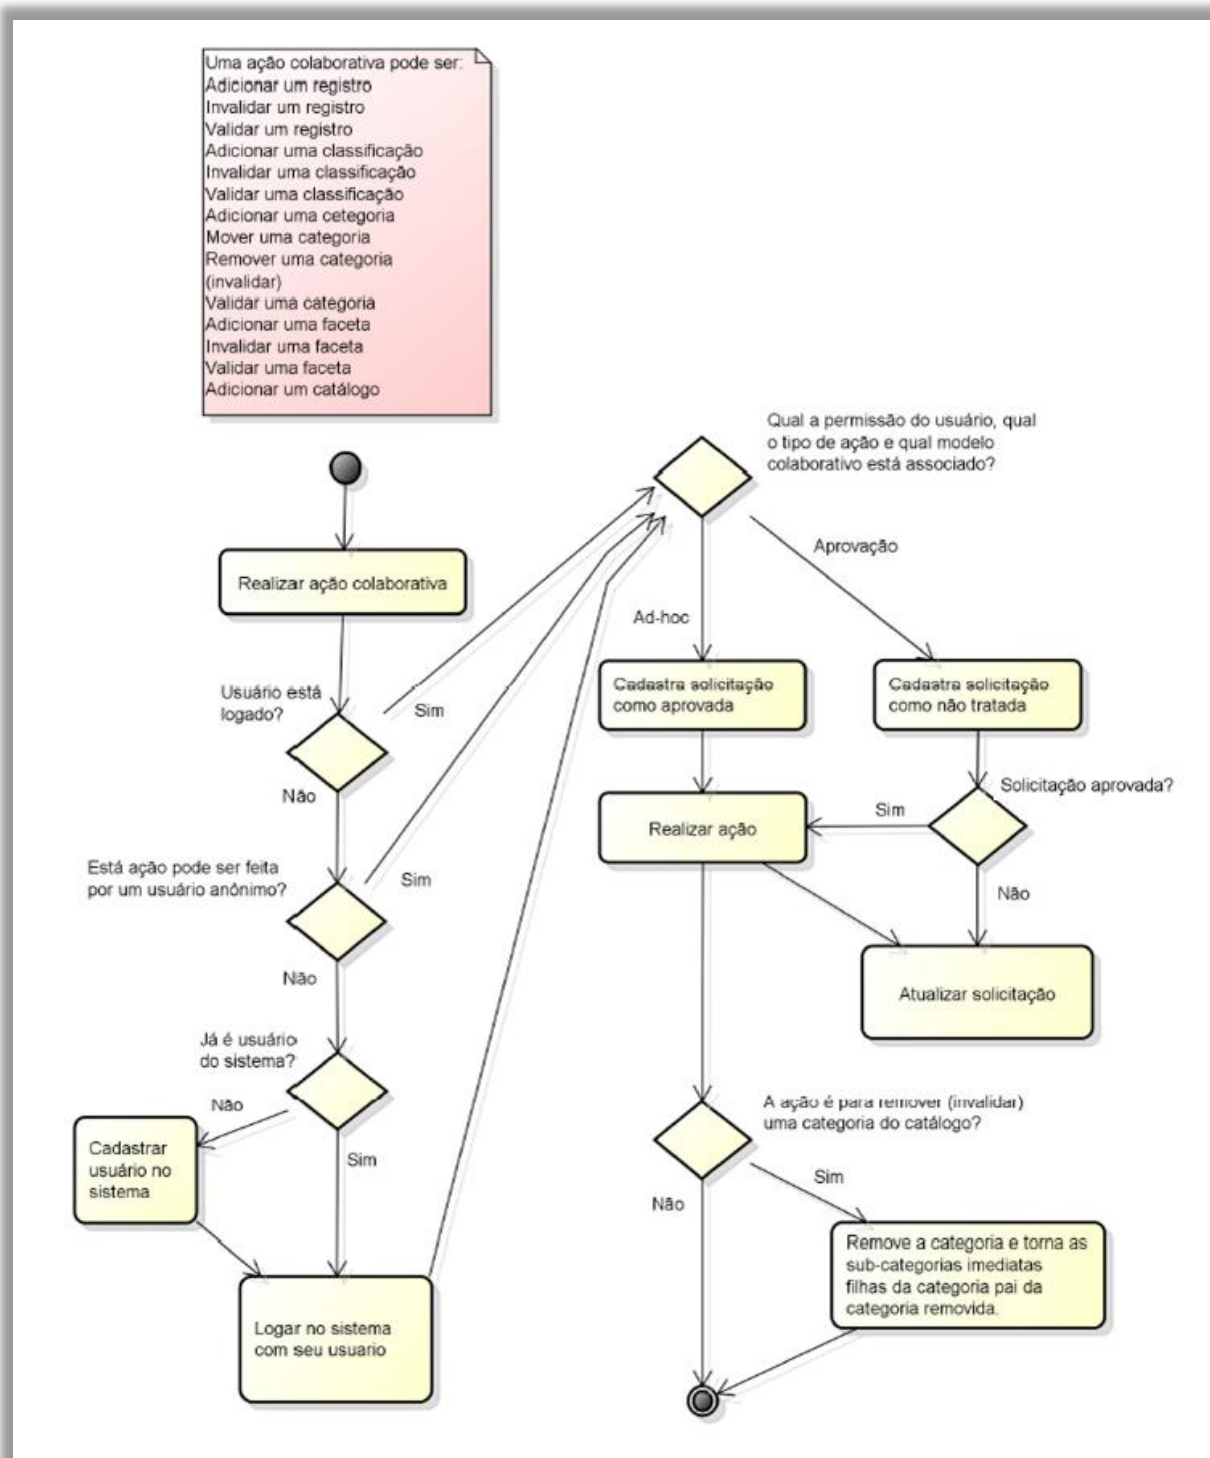 Uma ação colaborativa pode ser:
Adicionar um registro
Invalidar um registro
Validar um registro
Adicionar uma classificação
Invalidar uma classificação
Validar uma classificação
Adicionar uma cetegoria
Mover uma categoria
Remover uma categoria
(invalidar)
Validar uma categoria
Adicionar uma faceta
Invalidar uma faceta
Validar uma faceta
Adicionar um catálogo
Realizar ação colaborativa
Usuário está
logado?
Sim
Não
Está ação pode ser feita
por um usuário anônimo?
Sim
Não
Já é usuário
do sistema?
Não
Sim
Cadastrar
usuário no
sistema
Logar no sistema
com seu usuario
Qual a permissão do usuário, qual
o tipo de ação e qual modelo
colaborativo está associado?
Aprovação
Ad-hoc
Cadastra solicitação
como aprovada
Cadastra solicitação
como não tratada
Solicitação aprovada?
Sim
Realizar ação
Não
Atualizar solicitação
A ação é para remover (invalidar)
uma categoria do catálogo?
Sim
Não
Remove a categoria e torna as
sub-categorias imediatas
filhas da categoria pai da
categoria removida.